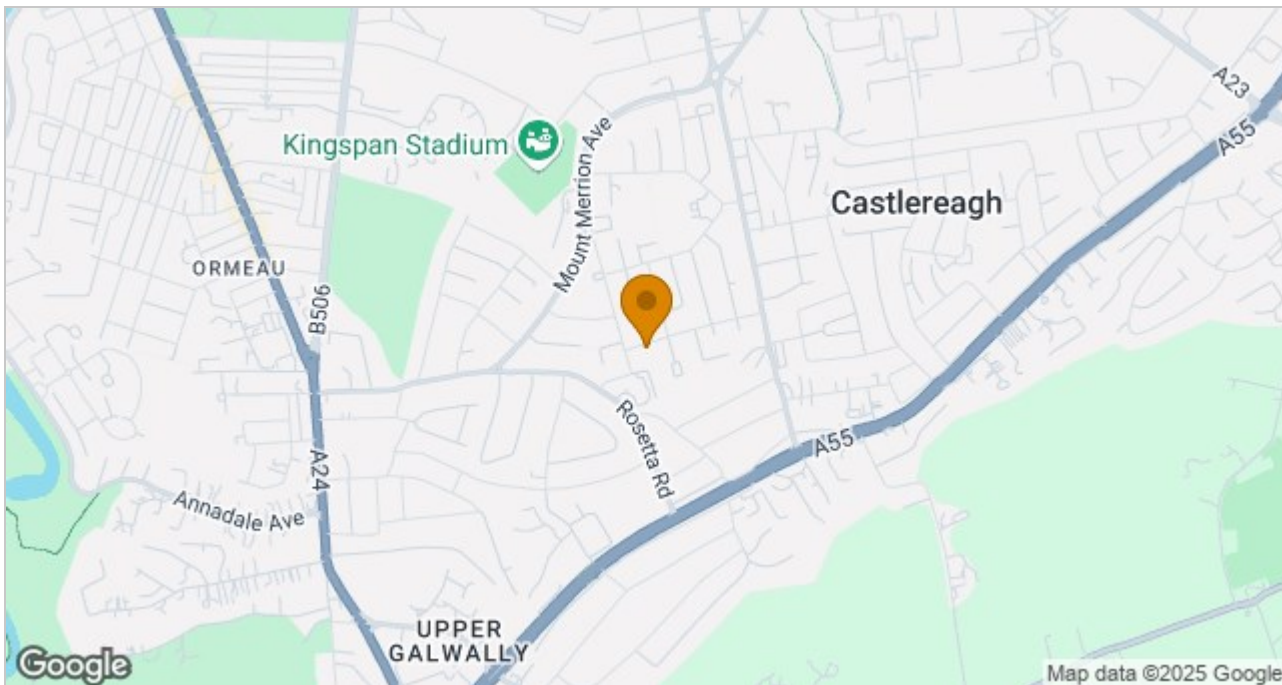 A23
A55
Kingspan Stadium
Mount Merrion Ave
Castlereagh
ORMEAU
B506
Rosetta Rd
A55
A24
Annadale Ave
UPPER
GALWALLY
Google
Map data ©2025 Google